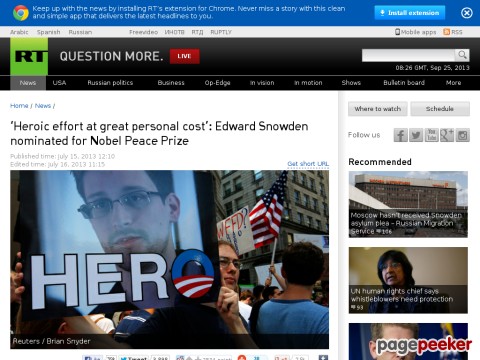 Keep up with the news by installing RT's extension for Chrome. Never miss a story with this clean
and simple app that delivers the latest headlines to you.
Install extension
Arabic Spanish Russian Freevideo ИНОТВ РТД RUPTLY Mobile apps RSS
RT QUESTION MORE. LIVE
08:26 GMT, Sep 25, 2013
News USA Russian politics Business Op-Edge In vision In motion Shows Bulletin board More
Home / News /
'Heroic effort at great personal cost': Edward Snowden
nominated for Nobel Peace Prize
Published time: July 15, 2013 12:10
Edited time: July 16, 2013 11:15
Get short URL
HERO
Reuters / Brian Snyder
Tweet
Where to watch Schedule
Follow us
Recommended
Moscow hasn't received Snowden
asylum plea – Russian Migration
Service 106
UN human rights chief says
whistleblowers need protection
93
pagepeeker